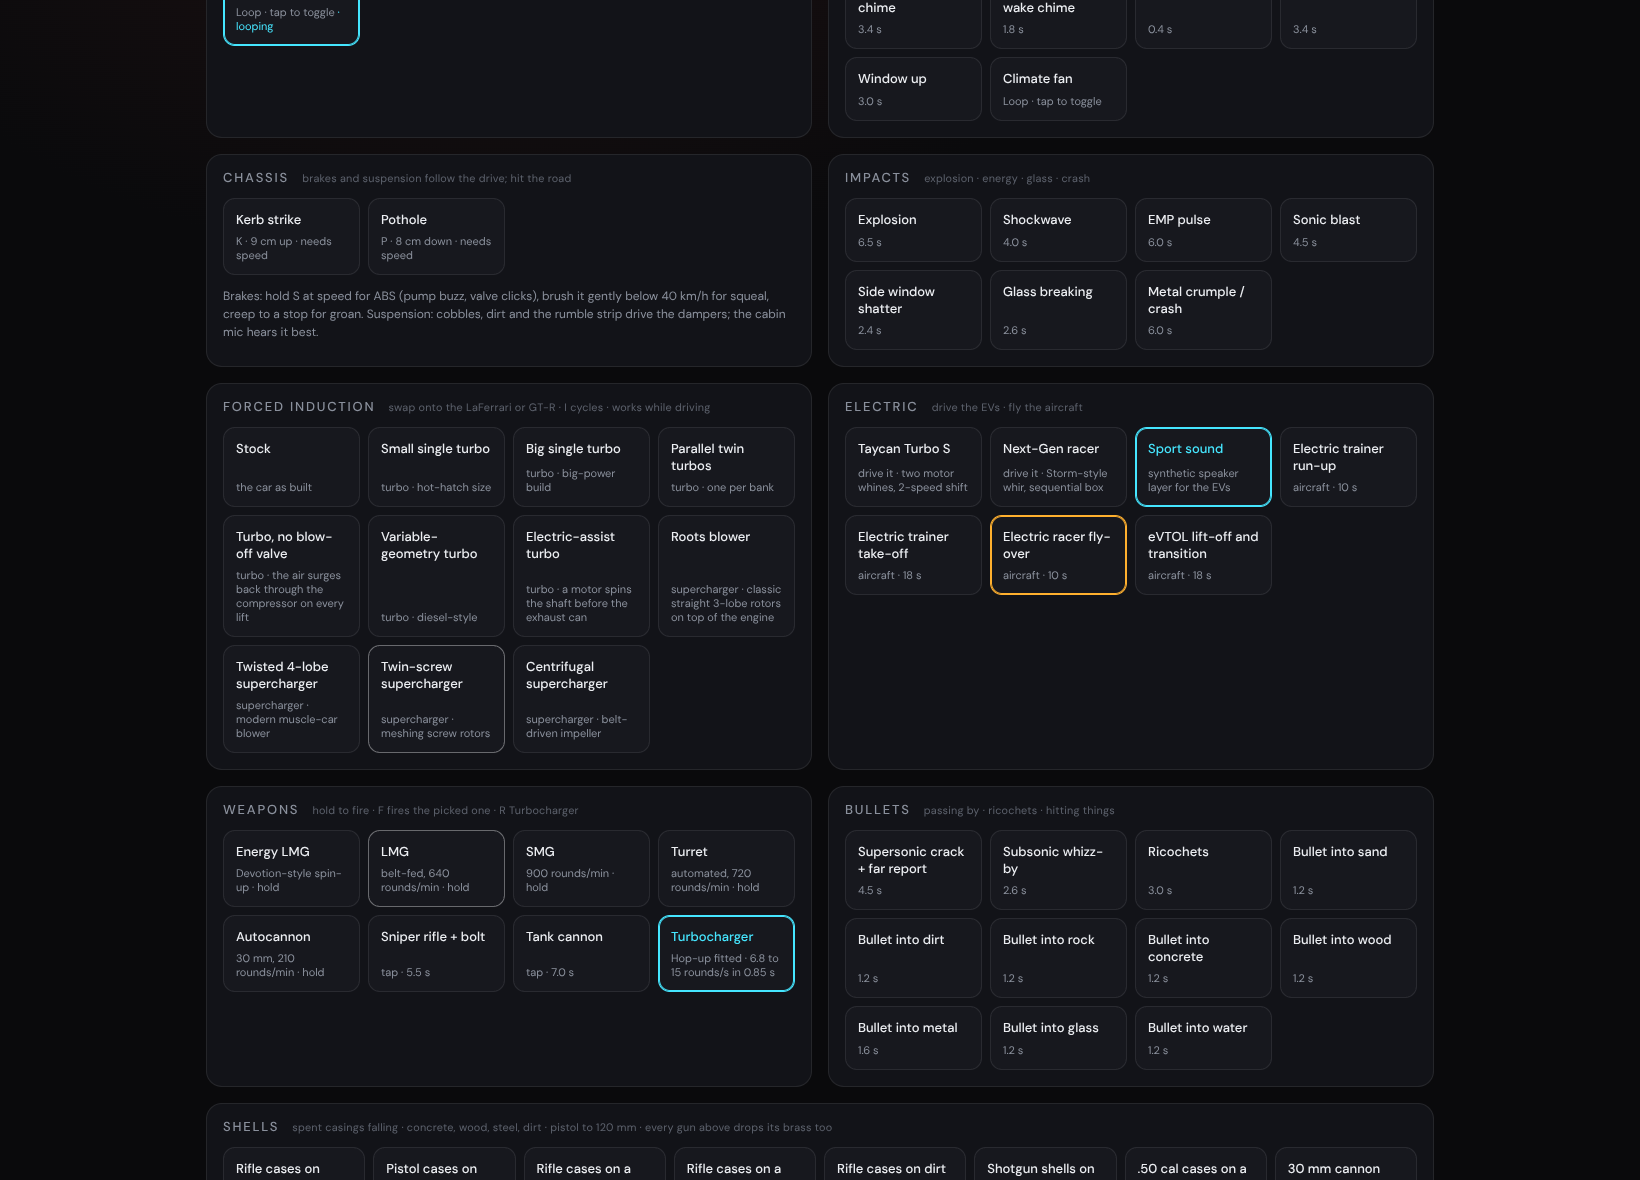 Loop · tap to toggle ·
looping
chime
3.4 s
wake chime
1.8 s
0.4 s
3.4 s
Window up
3.0 s
Climate fan
Loop · tap to toggle
CHASSIS brakes and suspension follow the drive; hit the road
Kerb strike
K · 9 cm up · needs
speed
Pothole
P · 8 cm down · needs
speed
Brakes: hold S at speed for ABS (pump buzz, valve clicks), brush it gently below 40 km/h for squeal,
creep to a stop for groan. Suspension: cobbles, dirt and the rumble strip drive the dampers; the cabin
mic hears it best.
IMPACTS explosion · energy · glass · crash
Explosion
6.5 s
Shockwave
4.0 s
EMP pulse
6.0 s
Sonic blast
4.5 s
Side window
shatter
2.4 s
Glass breaking
2.6 s
Metal crumple /
crash
6.0 s
FORCED INDUCTION swap onto the LaFerrari or GT-R · I cycles · works while driving
Stock
the car as built
Small single turbo
turbo · hot-hatch size
Big single turbo
turbo · big-power
build
Parallel twin
turbos
turbo · one per bank
Turbo, no blow-
off valve
turbo · the air surges
back through the
compressor on every
lift
Variable-
geometry turbo
turbo · diesel-style
Electric-assist
turbo
turbo · a motor spins
the shaft before the
exhaust can
Roots blower
supercharger · classic
straight 3-lobe rotors
on top of the engine
Twisted 4-lobe
supercharger
supercharger ·
modern muscle-car
blower
Twin-screw
supercharger
supercharger ·
meshing screw rotors
Centrifugal
supercharger
supercharger · belt-
driven impeller
ELECTRIC drive the EVs · fly the aircraft
Taycan Turbo S
drive it · two motor
whines, 2-speed shift
Next-Gen racer
drive it · Storm-style
whir, sequential box
Sport sound
synthetic speaker
layer for the EVs
Electric trainer
run-up
aircraft · 10 s
Electric trainer
take-off
aircraft · 18 s
Electric racer fly-
over
aircraft · 10 s
eVTOL lift-off and
transition
aircraft · 18 s
WEAPONS hold to fire · F fires the picked one · R Turbocharger
Energy LMG
Devotion-style spin-
up · hold
LMG
belt-fed, 640
rounds/min · hold
SMG
900 rounds/min ·
hold
Turret
automated, 720
rounds/min · hold
Autocannon
30 mm, 210
rounds/min · hold
Sniper rifle + bolt
tap · 5.5 s
Tank cannon
tap · 7.0 s
Turbocharger
Hop-up fitted · 6.8 to
15 rounds/s in 0.85 s
BULLETS passing by · ricochets · hitting things
Supersonic crack
+ far report
4.5 s
Subsonic whizz-
by
2.6 s
Ricochets
3.0 s
Bullet into sand
1.2 s
Bullet into dirt
1.2 s
Bullet into rock
1.2 s
Bullet into
concrete
1.2 s
Bullet into wood
1.2 s
Bullet into metal
1.6 s
Bullet into glass
1.2 s
Bullet into water
1.2 s
SHELLS spent casings falling · concrete, wood, steel, dirt · pistol to 120 mm · every gun above drops its brass too
Rifle cases on
Pistol cases on
Rifle cases on a
Rifle cases on a
Rifle cases on dirt
Shotgun shells on
.50 cal cases on a
30 mm cannon